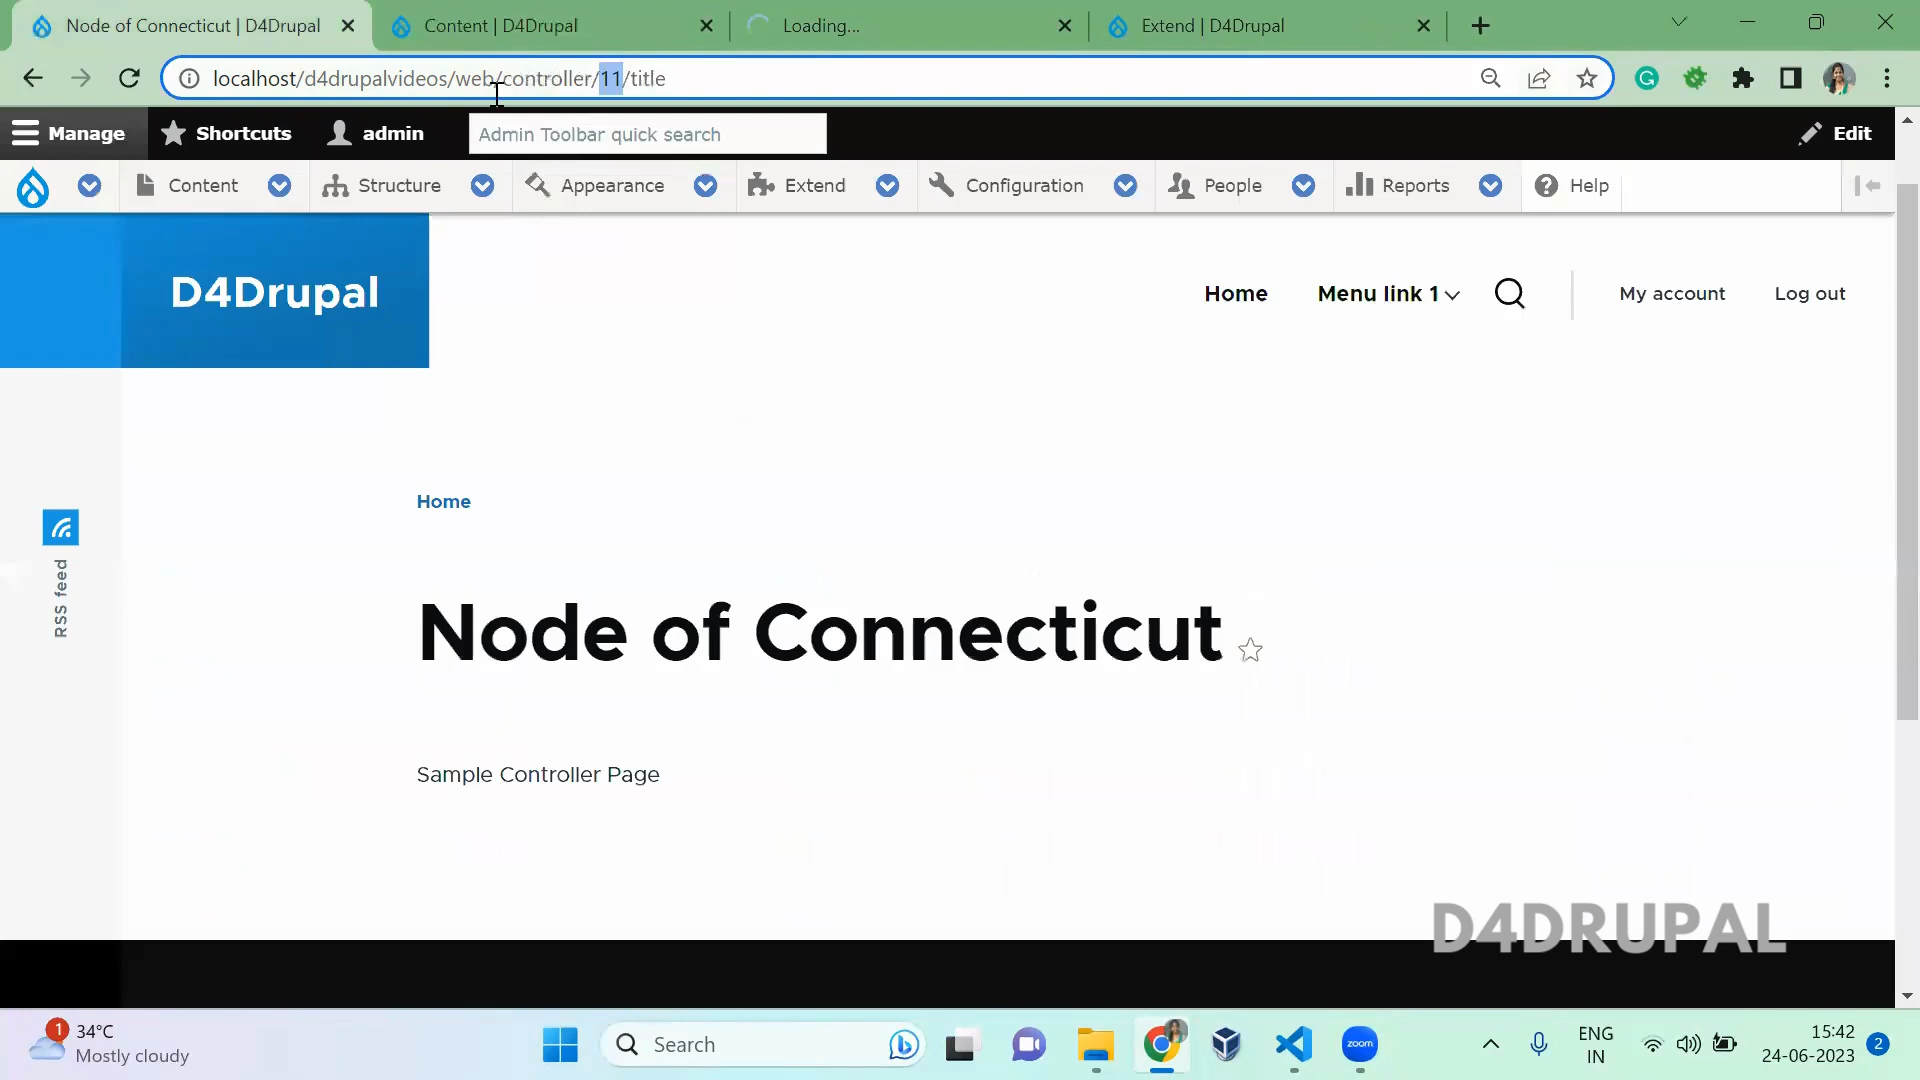 Node of Connecticut | D4Drupal
Content | D4Drupal
Loading...
Extend | D4Drupal
localhost/d4drupalvideos/web/controller/11/title
Manage
Shortcuts
admin
Admin Toolbar quick search
Edit
Content
Structure
Appearance
Extend
Configuration
People
Reports
Help
D4Drupal
Home
Menu link 1
My account
Log out
Home
RSS feed
Node of Connecticut
Sample Controller Page
D4DRUPAL
1
34°C
Mostly cloudy
Search
zoom
ENG
IN
15:42
24-06-2023
2